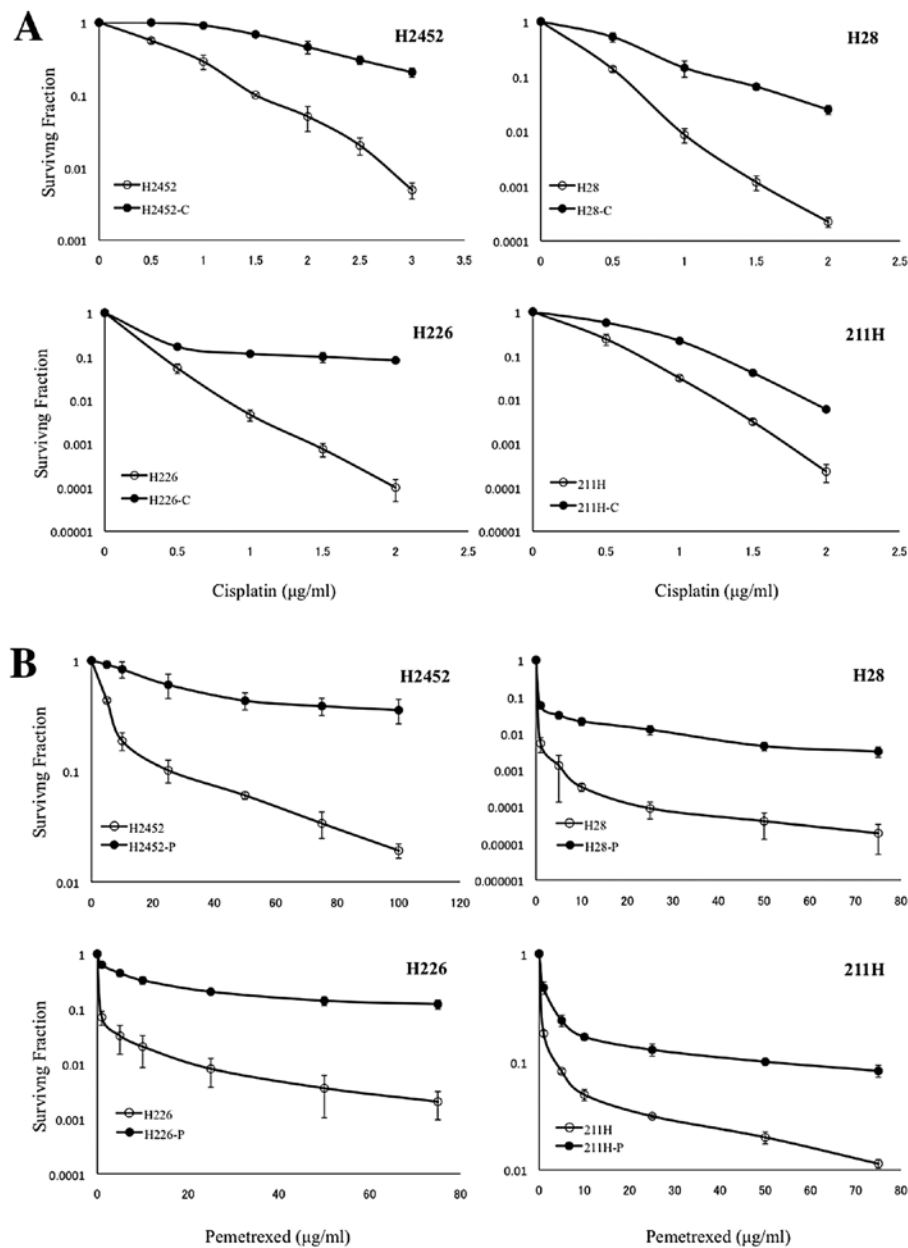 A
H2452
1
0.1
0.01
0.001
Survivng Fraction
H2452
H2452-C
0 0.5 1 1.5 2 2.5 3 3.5
H28
1
0.1
0.01
0.001
0.0001
H28
H28-C
0 0.5 1 1.5 2 2.5
H226
1
0.1
0.01
0.001
0.0001
0.00001
Survivng Fraction
H226
H226-C
0 0.5 1 1.5 2 2.5
Cisplatin (μg/ml)
211H
1
0.1
0.01
0.001
0.0001
0.00001
211H
211H-C
0 0.5 1 1.5 2 2.5
Cisplatin (μg/ml)
B
H2452
1
0.1
0.01
Survivng Fraction
H2452
H2452-P
0 20 40 60 80 100 120
H28
1
0.1
0.01
0.001
0.0001
0.00001
0.000001
H28
H28-P
0 10 20 30 40 50 60 70 80
H226
1
0.1
0.01
0.001
0.0001
Survivng Fraction
H226
H226-P
0 20 40 60 80
Pemetrexed (μg/ml)
211H
1
0.1
0.01
211H
211H-P
0 10 20 30 40 50 60 70 80
Pemetrexed (μg/ml)